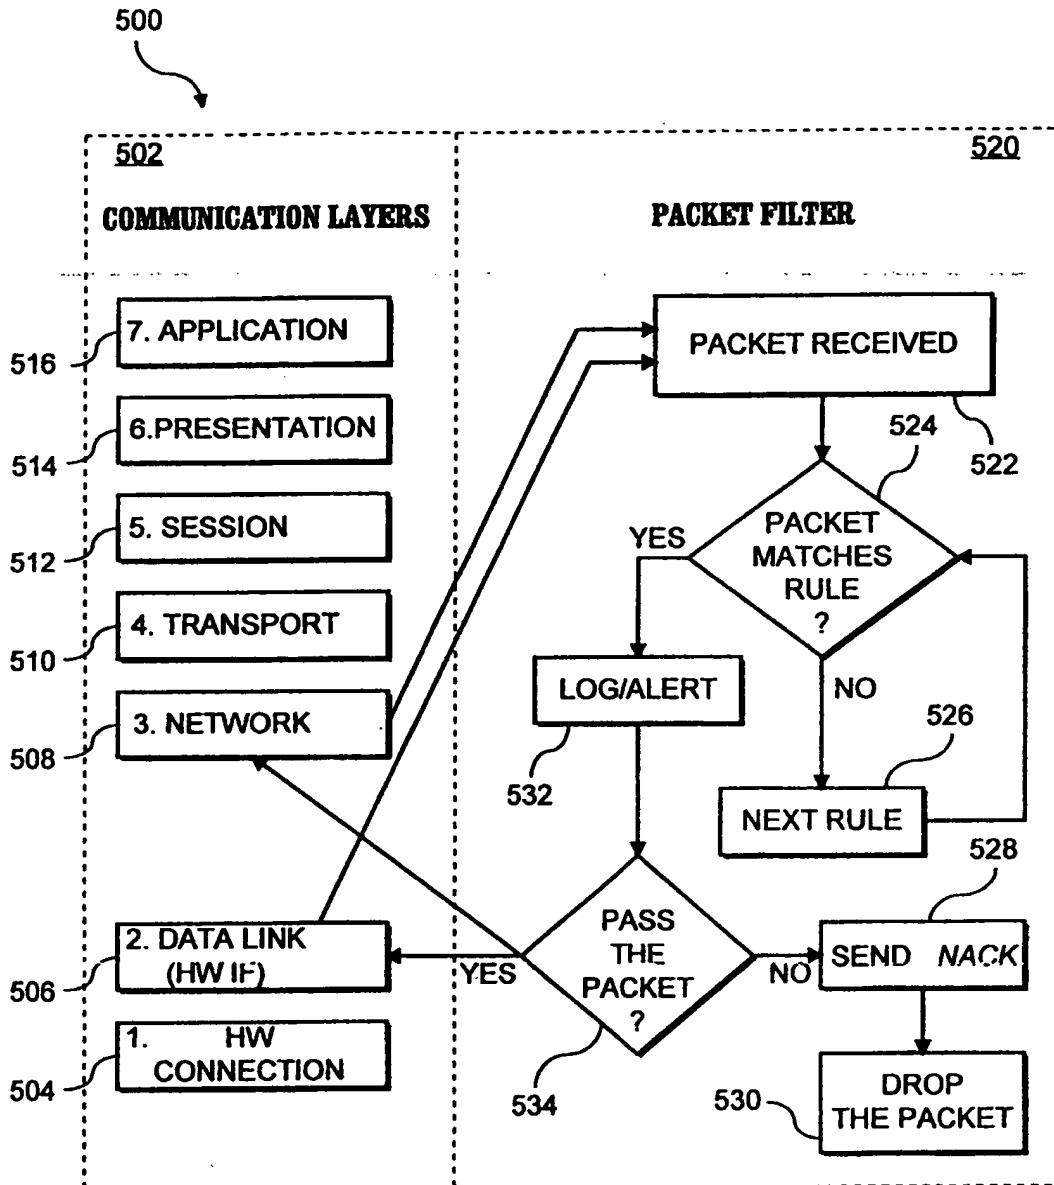 500
502
520
COMMUNICATION LAYERS
PACKET FILTER
7. APPLICATION
516
6.PRESENTATION
514
5. SESSION
512
4. TRANSPORT
510
3. NETWORK
508
2. DATA LINK
(HW IF)
506
1. HW
CONNECTION
504
PACKET RECEIVED
522
524
PACKET
MATCHES
RULE
?
YES
NO
LOG/ALERT
532
526
NEXT RULE
528
PASS
THE
PACKET
?
YES
NO
534
SEND NACK
530
DROP
THE PACKET